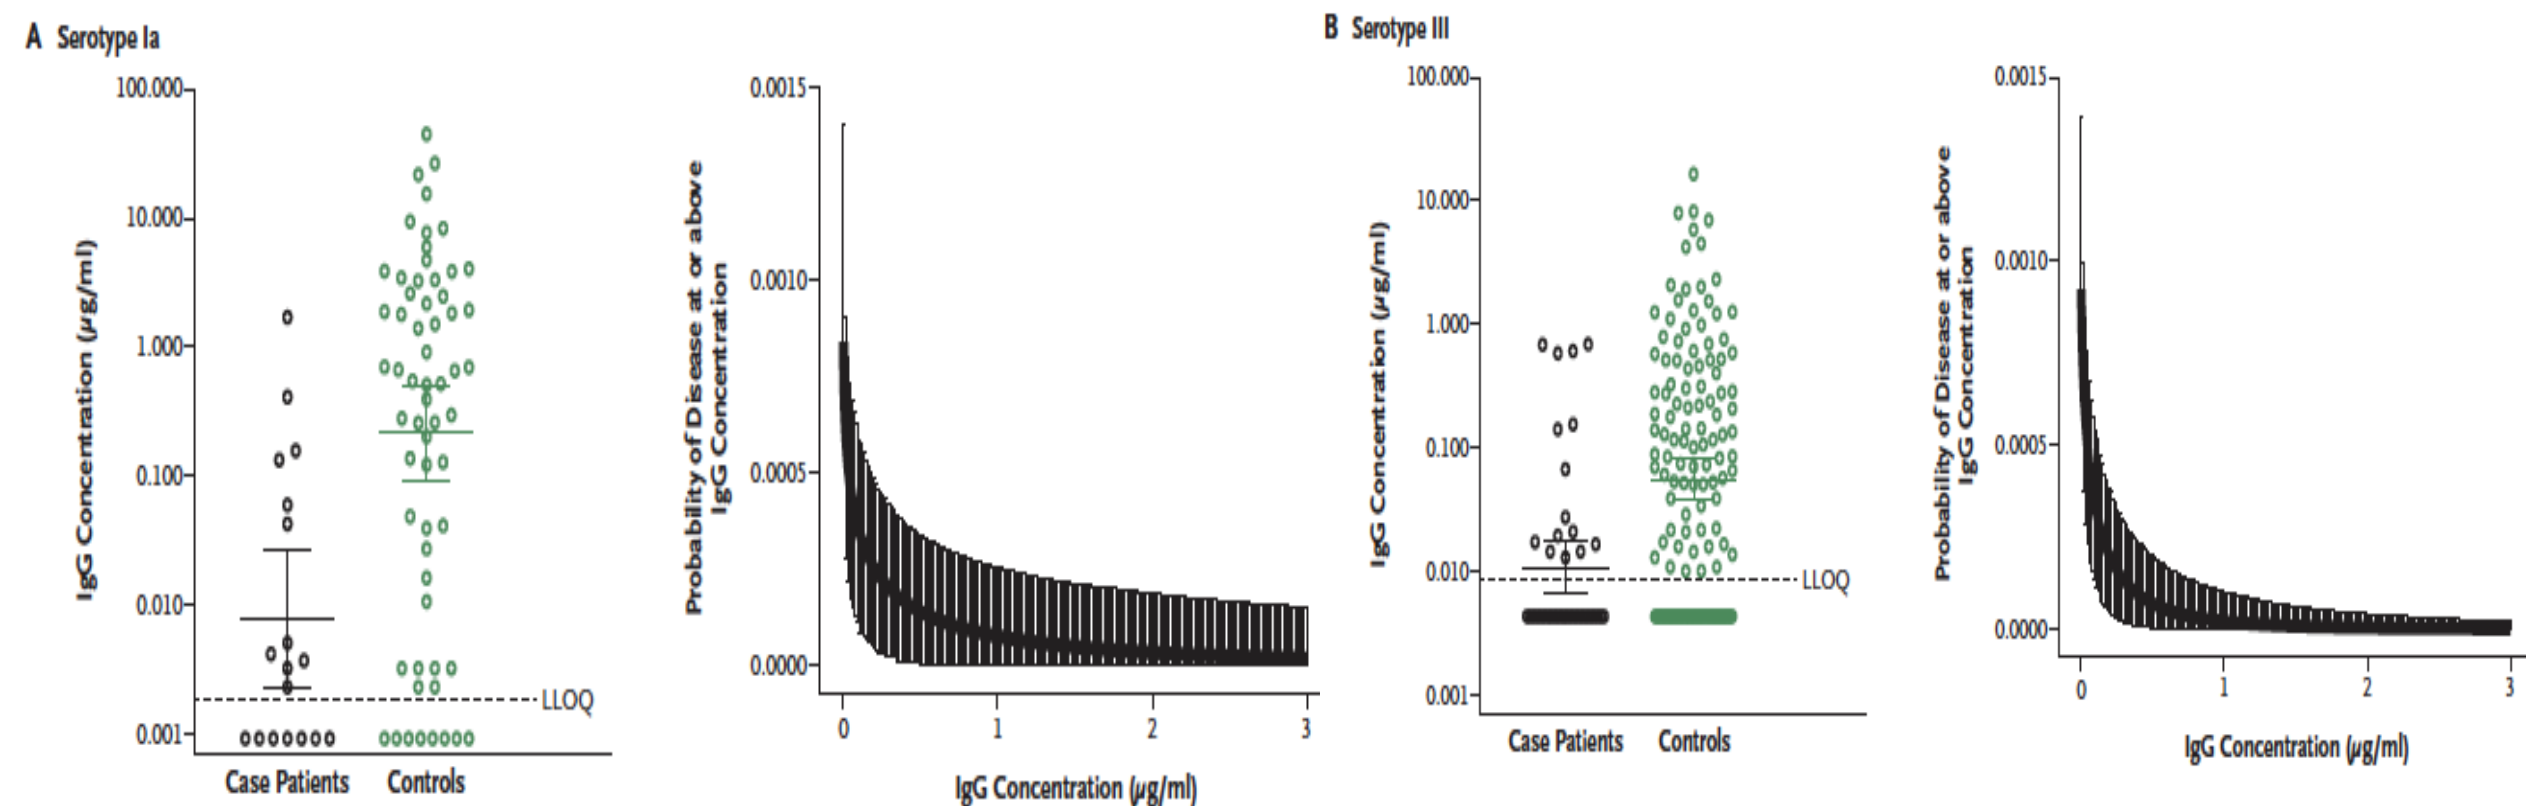 A Serotype Ia
100.000
10.000
1.000
0.100
0.010
0.001
IgG Concentration (µg/ml)
LLOQ
Case Patients
Controls
0.0015
0.0010
0.0005
0.0000
Probability of Disease at or above
IgG Concentration
0
1
2
3
IgG Concentration (µg/ml)
B Serotype III
100.000
10.000
1.000
0.100
0.010
0.001
IgG Concentration (µg/ml)
LLOQ
Case Patients
Controls
0.0015
0.0010
0.0005
0.0000
Probability of Disease at or above
IgG Concentration
0
1
2
3
IgG Concentration (µg/ml)